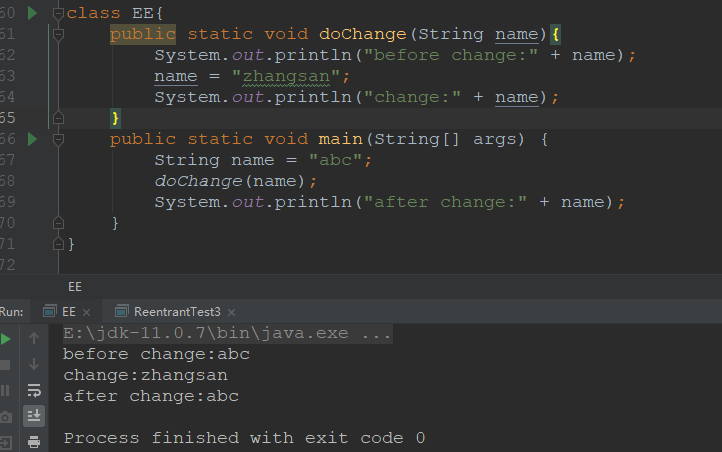 60 class EE{
61 public static void doChange(String name){
62 System.out.println("before change:" + name);
63 name = "zhangsan";
64 System.out.println("change:" + name);
65 }
66 public static void main(String[] args) {
67 String name = "abc";
68 doChange(name);
69 System.out.println("after change:" + name);
70 }
71 }
72
EE
Run: EE × ReentrantTest3 ×
E:\jdk-11.0.7\bin\java.exe ...
before change:abc
change:zhangsan
after change:abc
Process finished with exit code 0